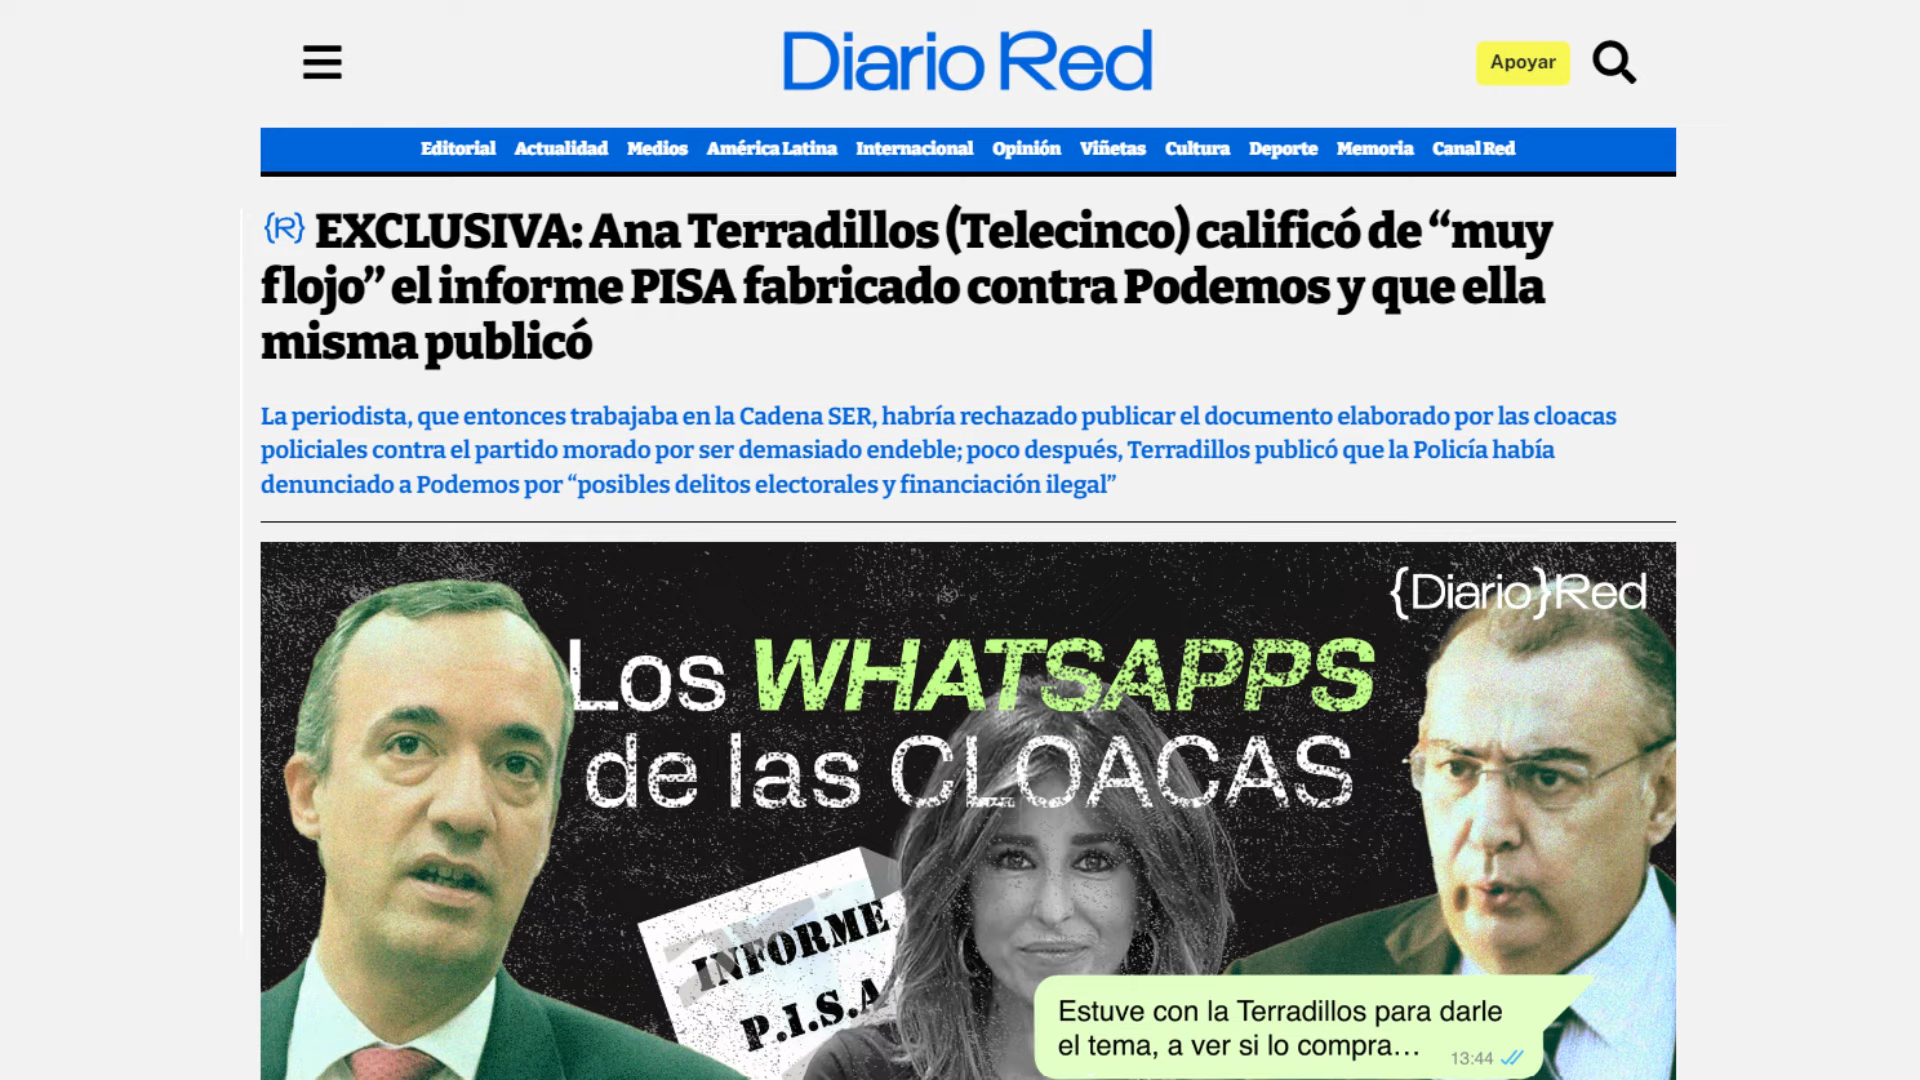 Diario Red
Apoyar
Editorial Actualidad Medios América Latina Internacional Opinión Viñetas Cultura Deporte Memoria Canal Red
{R} EXCLUSIVA: Ana Terradillos (Telecinco) calificó de “muy
flojo” el informe PISA fabricado contra Podemos y que ella
misma publicó
La periodista, que entonces trabajaba en la Cadena SER, habría rechazado publicar el documento elaborado por las cloacas
policiales contra el partido morado por ser demasiado endeble; poco después, Terradillos publicó que la Policía había
denunciado a Podemos por “posibles delitos electorales y financiación ilegal”
{Diario}Red
Los WHATSAPPS
de las CLOACAS
INFORME
P.I.S.A
Estuve con la Terradillos para darle
el tema, a ver si lo compra...
13:44